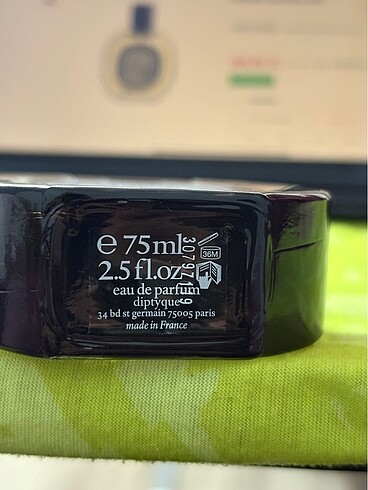 e 75ml
2.5 fl.oz
36M
eau de parfum
diptyque
34 bd st germain 75005 paris
made in France